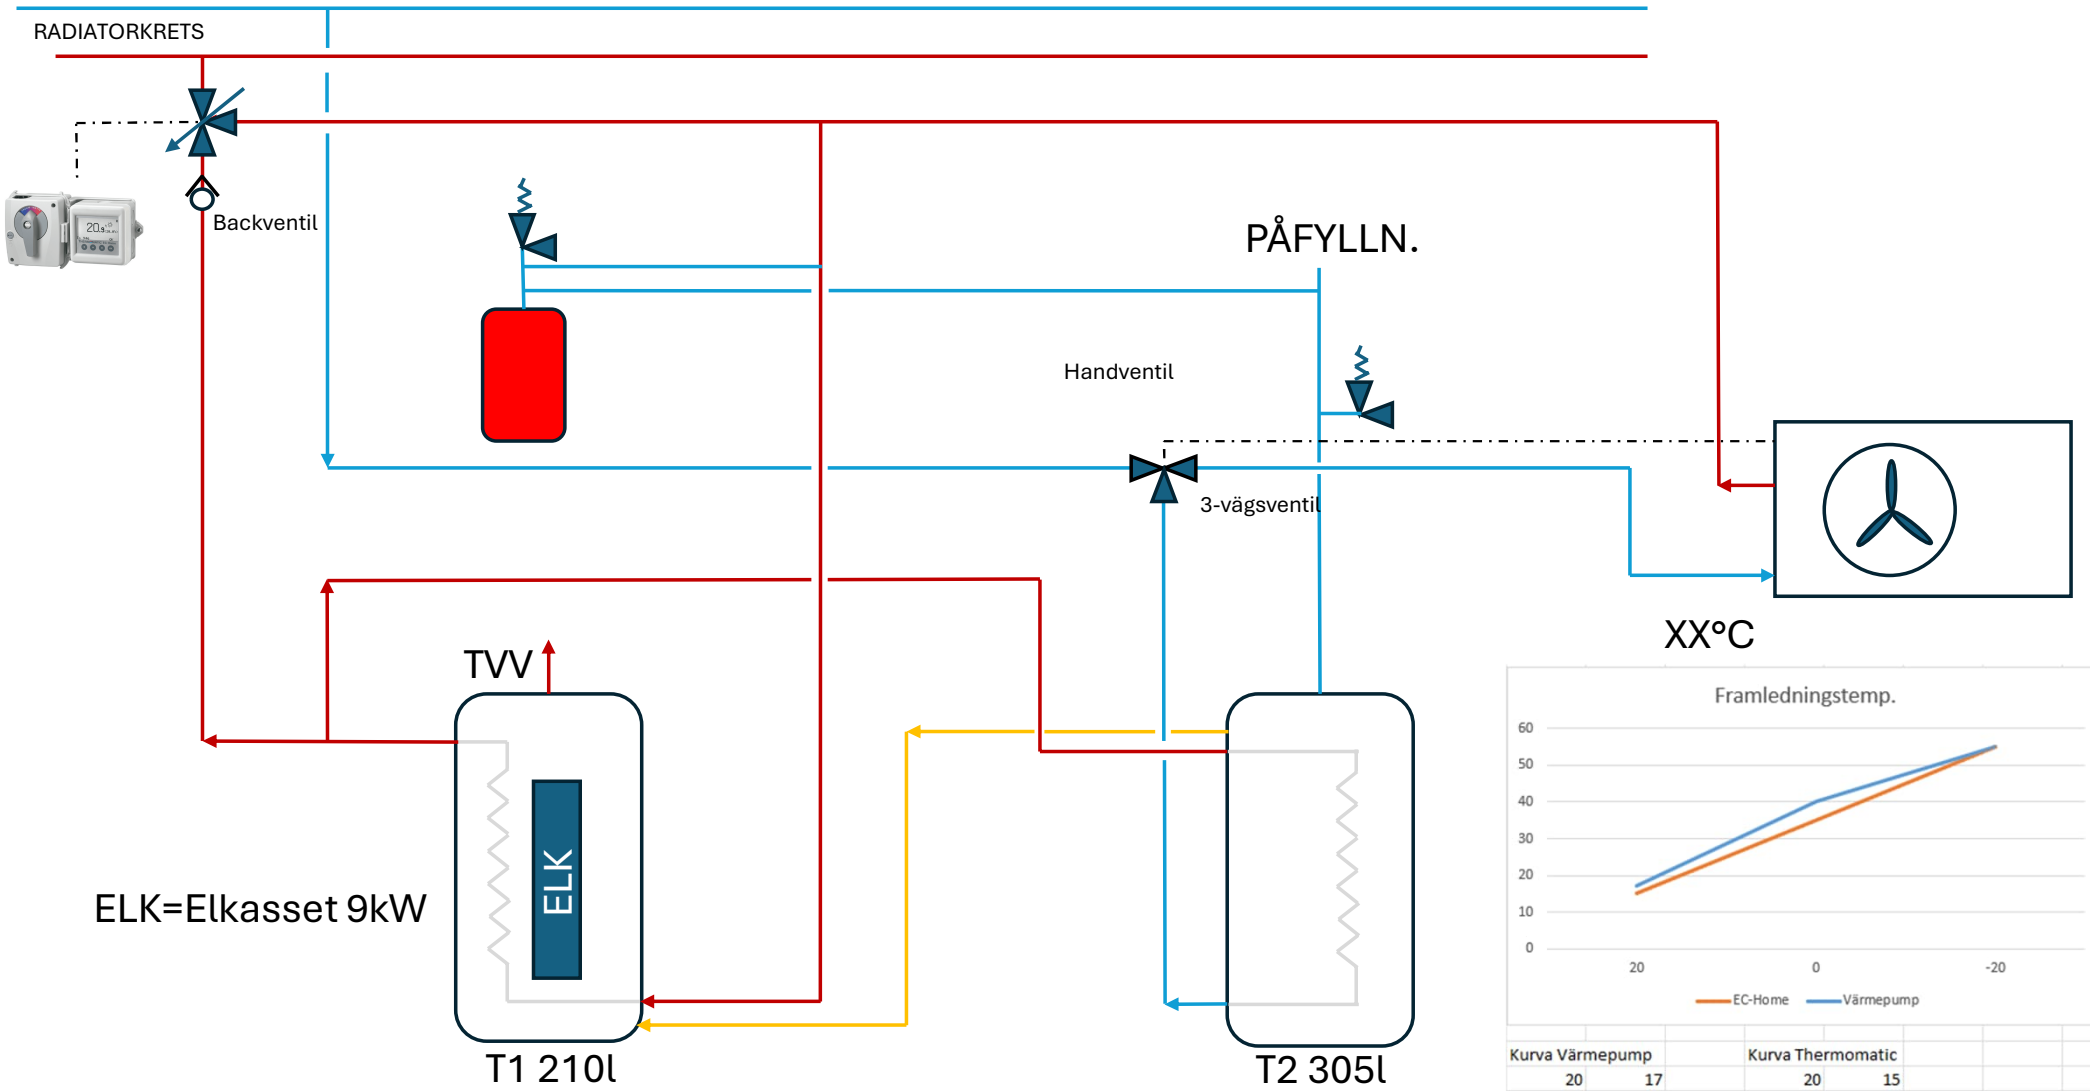 RADIATORKRETS
Backventil
20.5
PÅFYLLN.
Handventil
3-vägsventil
XX°C
TVV
ELK
ELK=Elkasset 9kW
T1 210l
T2 305l
Framledningstemp.
60
50
40
30
20
10
0
20 0 -20
EC-Home Värmepump
Kurva Värmepump Kurva Thermomatic
20 17 20 15